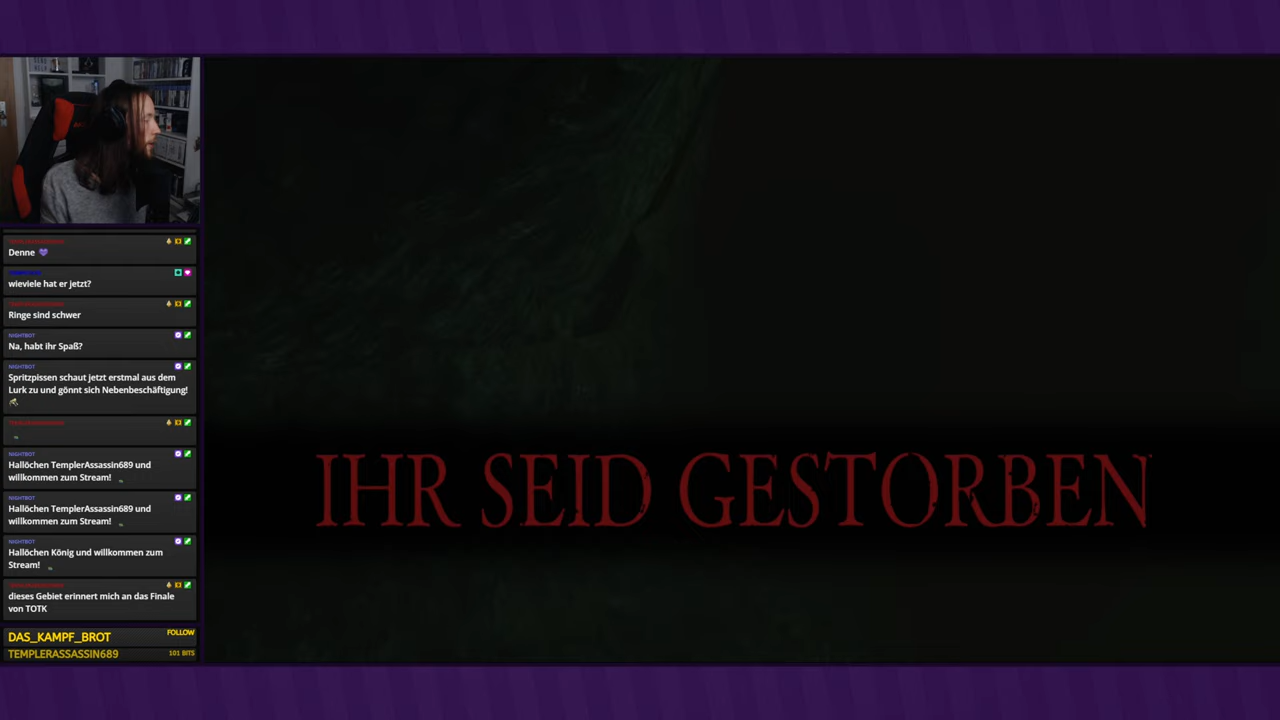 Denne 💜
wieviele hat er jetzt?
Ringe sind schwer
NIGHTBOT
Na, habt ihr Spaß?
NIGHTBOT
Spritzpissen schaut jetzt erstmal aus dem
Lurk zu und gönnt sich Nebenbeschäftigung!
NIGHTBOT
Hallöchen TemplerAssassin689 und
willkommen zum Stream!
NIGHTBOT
Hallöchen TemplerAssassin689 und
willkommen zum Stream!
NIGHTBOT
Hallöchen König und willkommen zum
Stream!
dieses Gebiet erinnert mich an das Finale
von TOTK
DAS_KAMPF_BROT FOLLOW
TEMPLERASSASSIN689 101 BITS
IHR SEID GESTORBEN